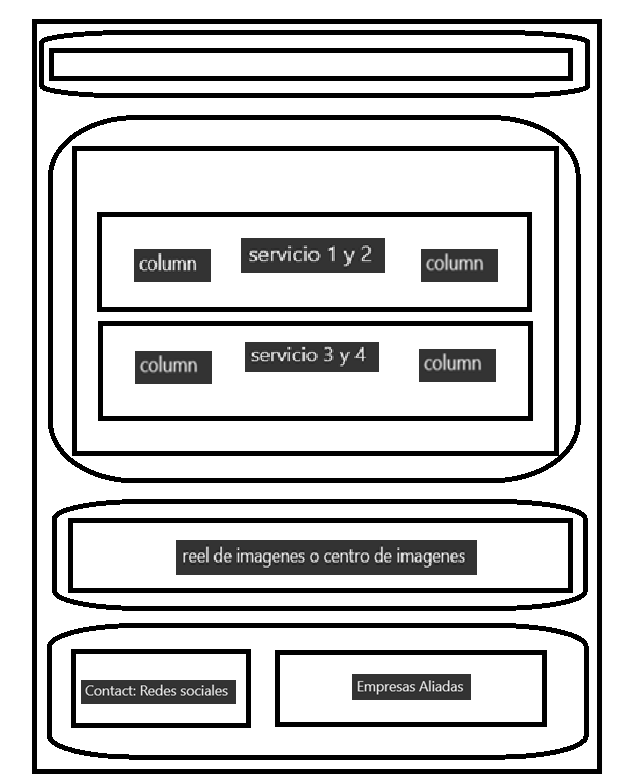 column
servicio 1 y 2
column
column
servicio 3 y 4
column
reel de imagenes o centro de imagenes
Contact: Redes sociales
Empresas Aliadas